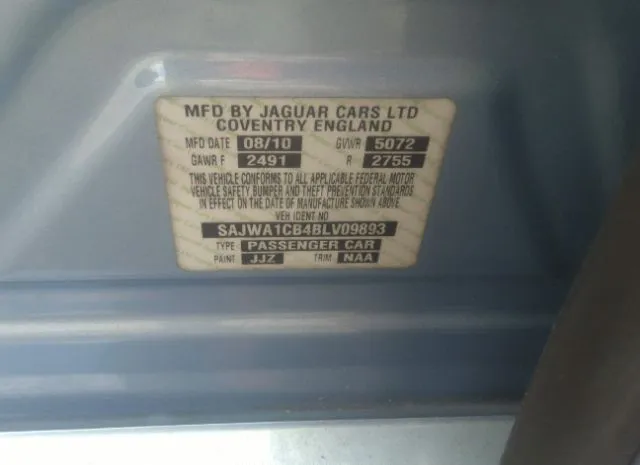 MFD BY JAGUAR CARS LTD
COVENTRY ENGLAND
MFD DATE 08/10 GVWR 5072
GAWR F 2491 R 2755
THIS VEHICLE CONFORMS TO ALL APPLICABLE FEDERAL MOTOR
VEHICLE SAFETY, BUMPER AND THEFT PREVENTION STANDARDS
IN EFFECT ON THE DATE OF MANUFACTURE SHOWN ABOVE
VEH IDENT NO
SAJWA1CB4BLV09893
TYPE PASSENGER CAR
PAINT JJZ TRIM NAA